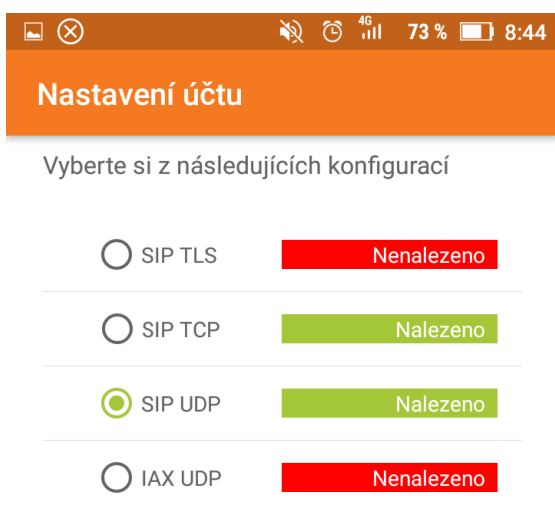 4G 73 % 8:44
Nastavení účtu
Vyberte si z následujících konfigurací
SIP TLS Nenalezeno
SIP TCP Nalezeno
SIP UDP Nalezeno
IAX UDP Nenalezeno